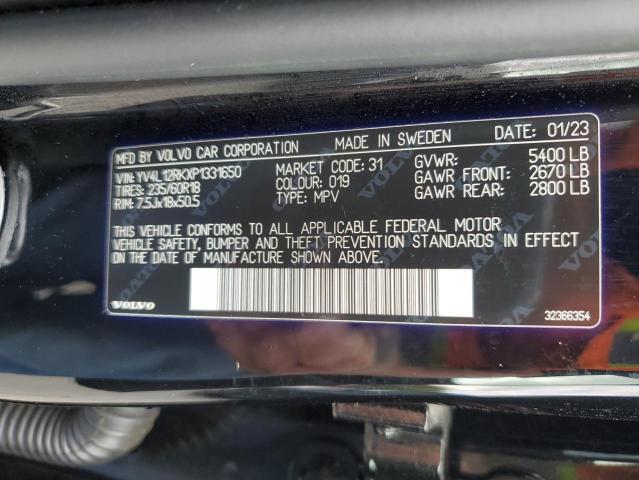 MFD BY VOLVO CAR CORPORATION MADE IN SWEDEN DATE: 01/23
VIN: YV4L12RKXP1331650 MARKET CODE: 31 GVWR: 5400 LB
TIRES: 235/60R18 COLOUR: 019 GAWR FRONT: 2670 LB
RIM: 7.5Jx18x50.5 TYPE: MPV GAWR REAR: 2800 LB
THIS VEHICLE CONFORMS TO ALL APPLICABLE FEDERAL MOTOR
VEHICLE SAFETY, BUMPER AND THEFT PREVENTION STANDARDS IN EFFECT
ON THE DATE OF MANUFACTURE SHOWN ABOVE.
VOLVO 32366354